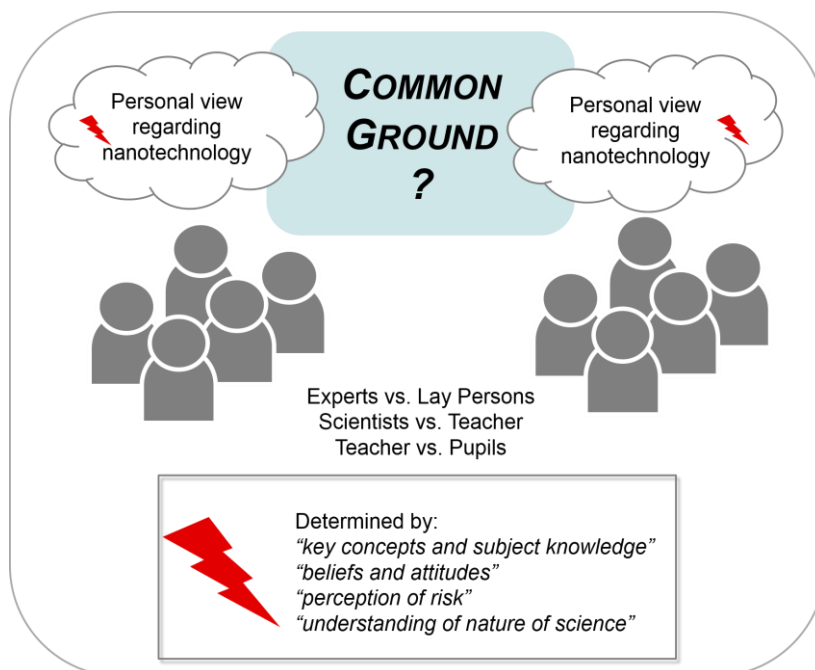 Personal view
regarding
nanotechnology
COMMON
GROUND
?
Personal view
regarding
nanotechnology
Experts vs. Lay Persons
Scientists vs. Teacher
Teacher vs. Pupils
Determined by:
“key concepts and subject knowledge”
“beliefs and attitudes”
“perception of risk”
“understanding of nature of science”